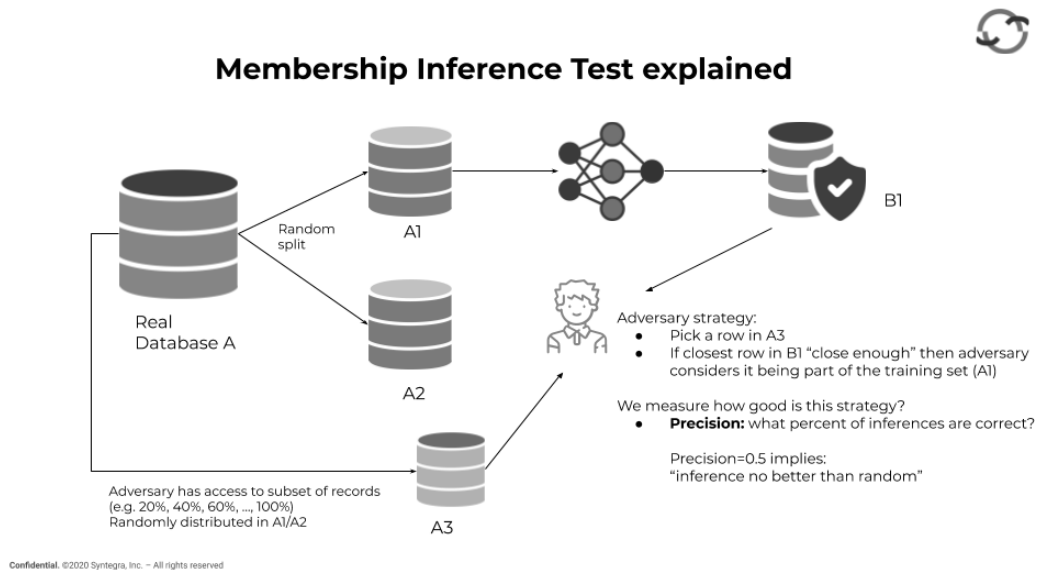 Membership Inference Test explained
Random
split
A1
B1
Real
Database A
A2
Adversary strategy:
● Pick a row in A3
● If closest row in B1 “close en” then adversary
considers it being part of the training set (A1)
We measure how good is this strategy?
● Precision: what percent of inferences are correct?
Precision=0.5 implies:
“inference no better than random”
Adversary has access to subset of records
(e.g. 20%, 40%, 60%, ..., 100%)
Randomly distributed in A1/A2
A3
Confidential. ©2020 Syntegra, Inc. – All rights reserved